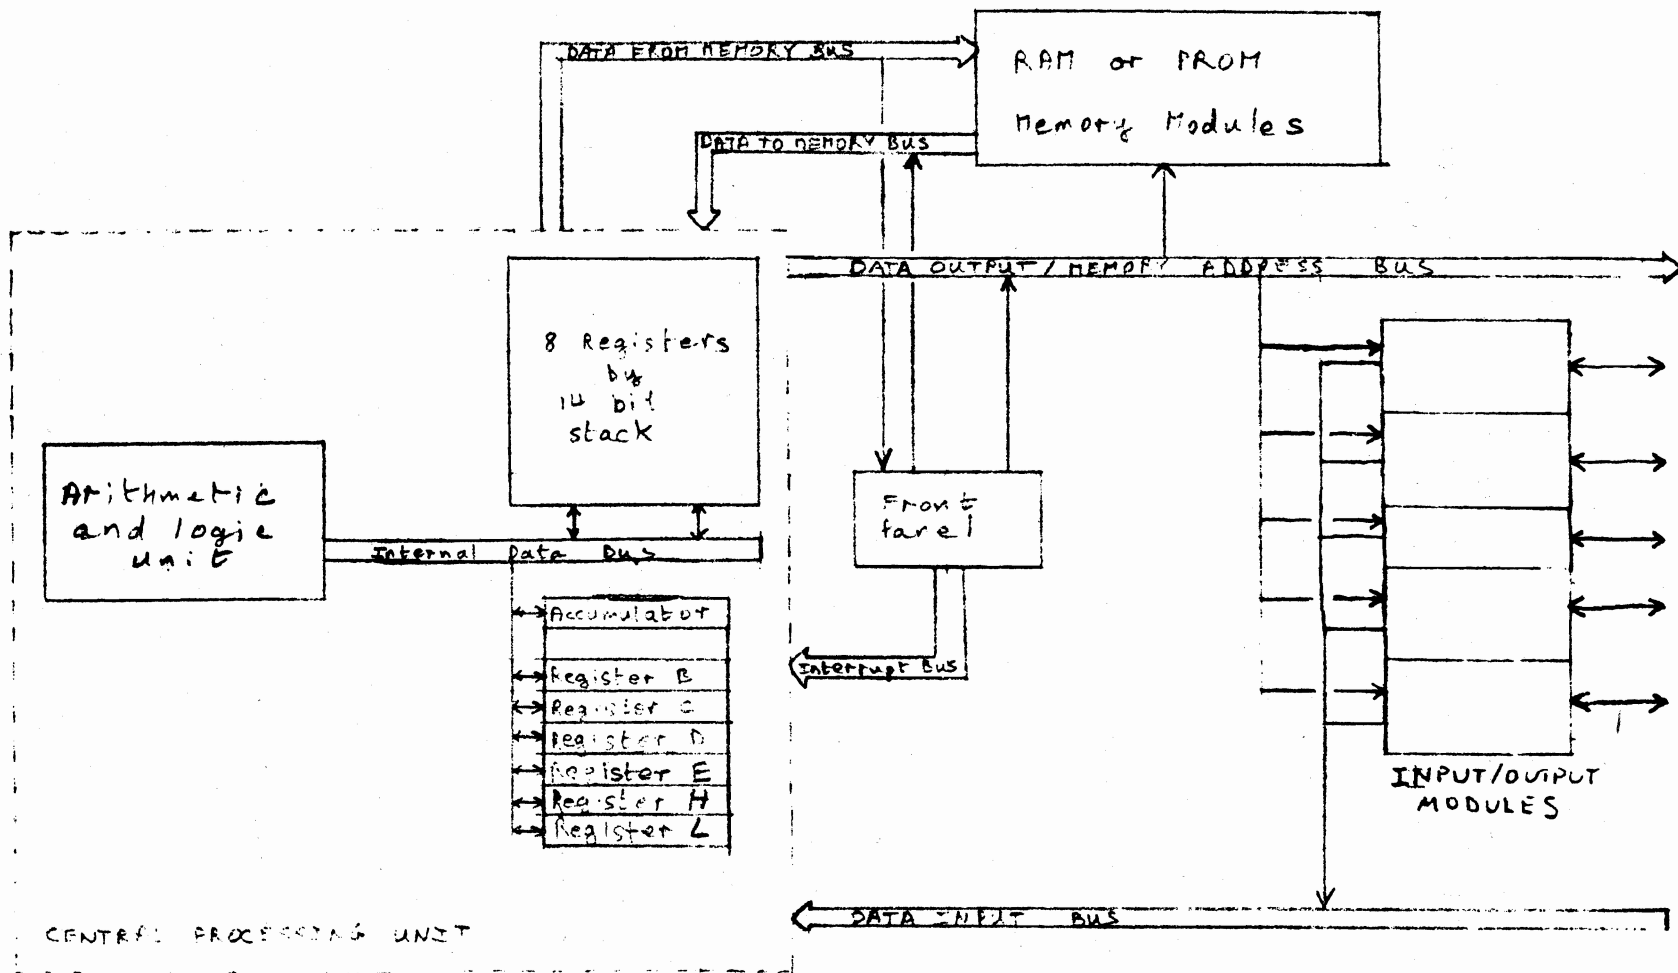 DATA FROM MEMORY BUS
RAM or PROM
Memory Modules
DATA TO MEMORY BUS
DATA OUTPUT / MEMORY ADDRESS BUS
8 Registers
by
14 bit
stack
Arithmetic
and logic
unit
Internal Data Bus
Front
Accumulator
Register B
Register C
Register D
Register E
Register H
Register L
Interrupt Bus
INPUT/OUTPUT
MODULES
DATA INPUT BUS
CENTRAL PROCESSING UNIT